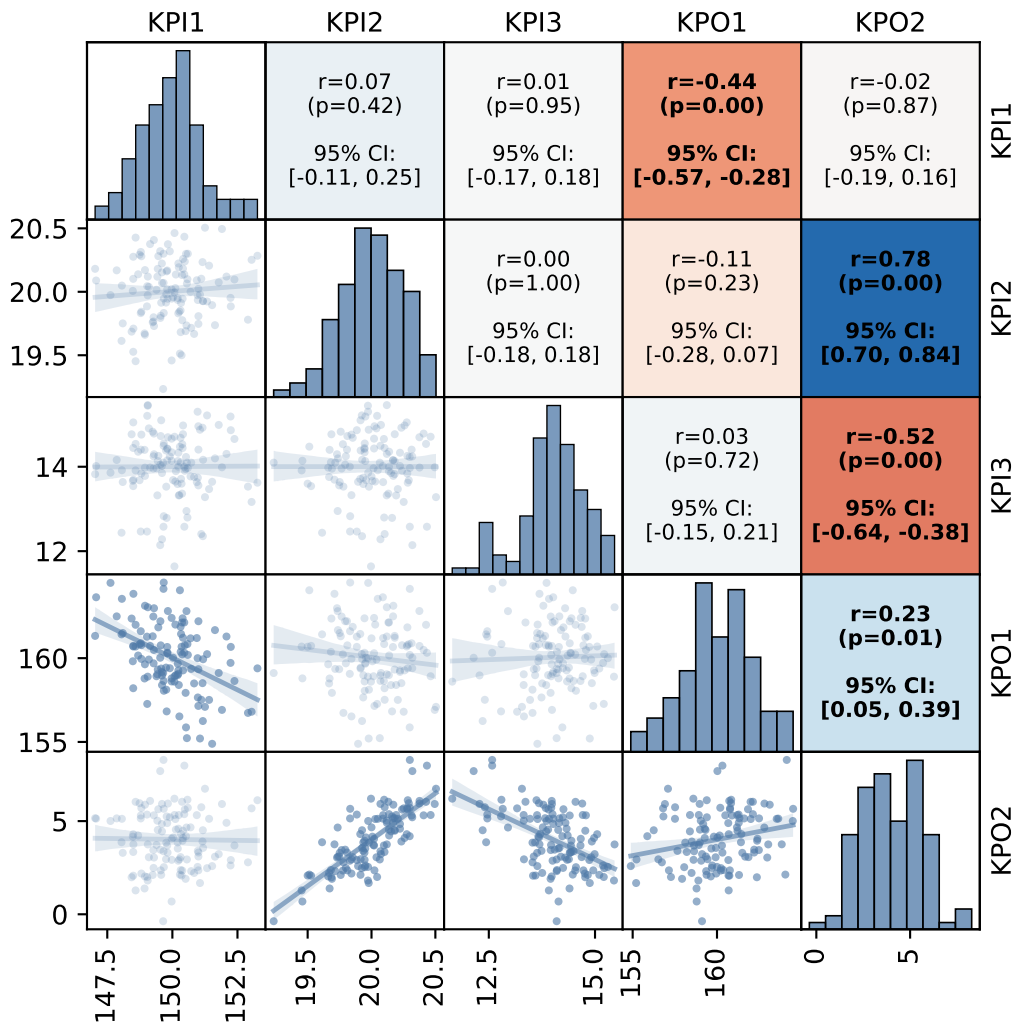 KPI1 KPI2 KPI3 KPO1 KPO2
r=0.07 r=0.01 r=-0.44 r=-0.02
(p=0.42) (p=0.95) (p=0.00) (p=0.87)
95% CI: 95% CI: 95% CI: 95% CI:
[-0.11, 0.25] [-0.17, 0.18] [-0.57, -0.28] [-0.19, 0.16]
KPI1
20.5
20.0
19.5
r=0.00 r=-0.11 r=0.78
(p=1.00) (p=0.23) (p=0.00)
95% CI: 95% CI: 95% CI:
[-0.18, 0.18] [-0.28, 0.07] [0.70, 0.84]
KPI2
14
12
r=0.03 r=-0.52
(p=0.72) (p=0.00)
95% CI: 95% CI:
[-0.15, 0.21] [-0.64, -0.38]
KPI3
160
155
r=0.23
(p=0.01)
95% CI:
[0.05, 0.39]
KPO1
5
0
KPO2
147.5 150.0 152.5 19.5 20.0 20.5 12.5 15.0 155 160 0 5